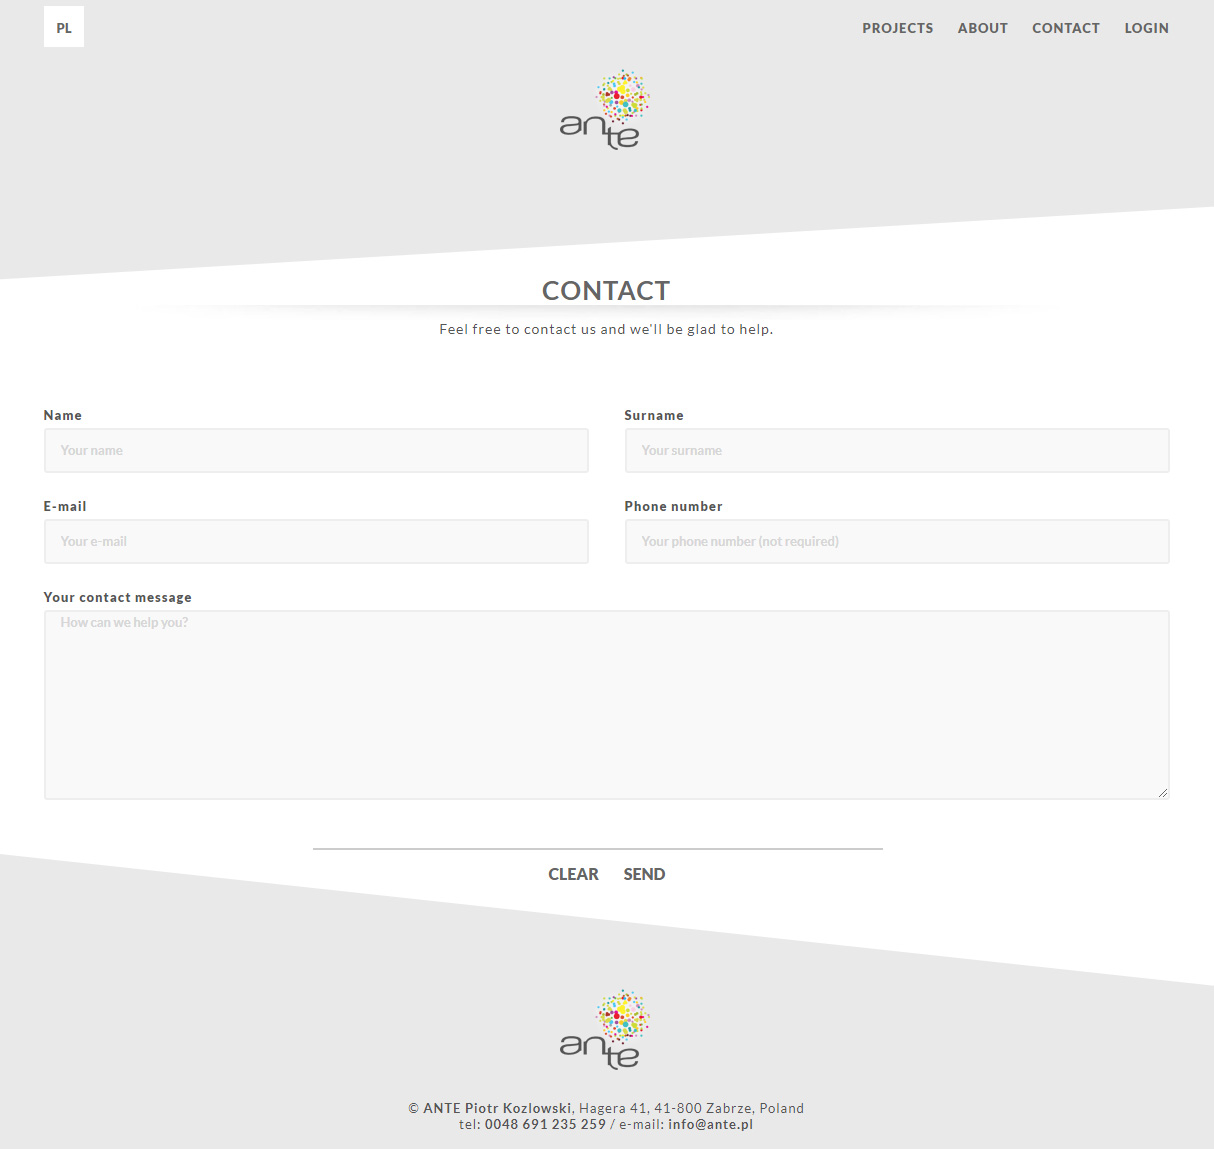 PL
PROJECTS ABOUT CONTACT LOGIN
ante
CONTACT
Feel free to contact us and we'll be glad to help.
Name Surname
Your name Your surname
E-mail Phone number
Your e-mail Your phone number (not required)
Your contact message
How can we help you?
CLEAR SEND
ante
© ANTE Piotr Kozlowski, Hagera 41, 41-800 Zabrze, Poland
tel: 0048 691 235 259 / e-mail: info@ante.pl